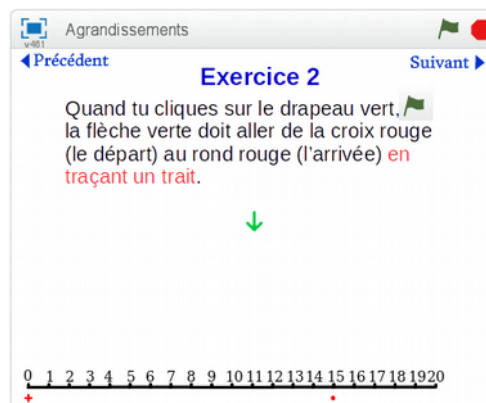 Agrandissements
v461
Précédent
Suivant
Exercice 2
Quand tu cliques sur le drapeau vert,
la flèche verte doit aller de la croix rouge
(le départ) au rond rouge (l'arrivée) en
traçant un trait.
0 1 2 3 4 5 6 7 8 9 10 11 12 13 14 15 16 17 18 19 20